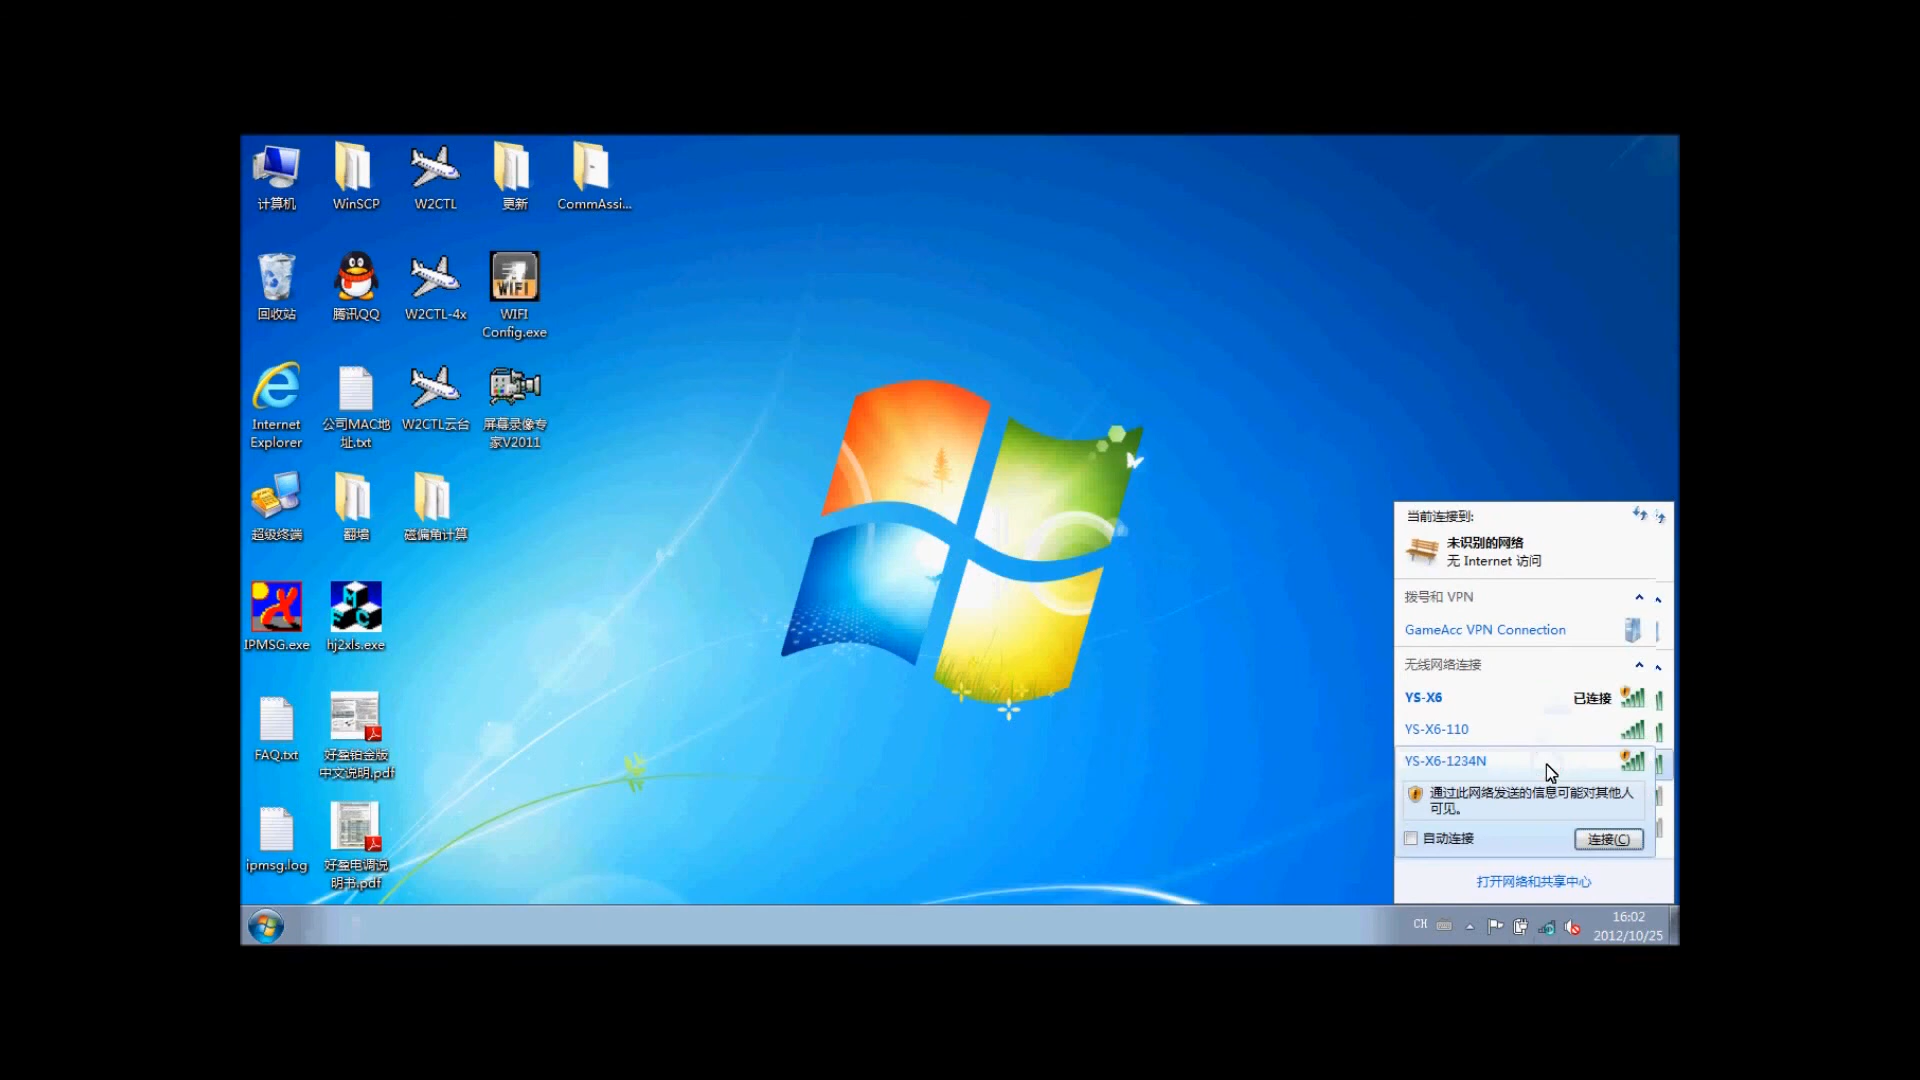 计算机
WinSCP
W2CTL
更新
CommAssi...
回收站
腾讯QQ
W2CTL-4x
WIFI
Config.exe
WIFI
Internet
Explorer
公司MAC地
址.txt
W2CTL云台
屏幕录像专
家V2011
超级终端
翻墙
磁偏角计算
IPMSG.exe
hj2xls.exe
M
F C
FAQ.txt
好盈铂金版
中文说明.pdf
ipmsg.log
好盈电调说
明书.pdf
当前连接到:
未识别的网络
无 Internet 访问
拨号和 VPN
GameAcc VPN Connection
无线网络连接
YS-X6 已连接
YS-X6-110
YS-X6-1234N
通过此网络发送的信息可能对其他人
可见。
自动连接 连接(C)
打开网络和共享中心
CH
16:02
2012/10/25